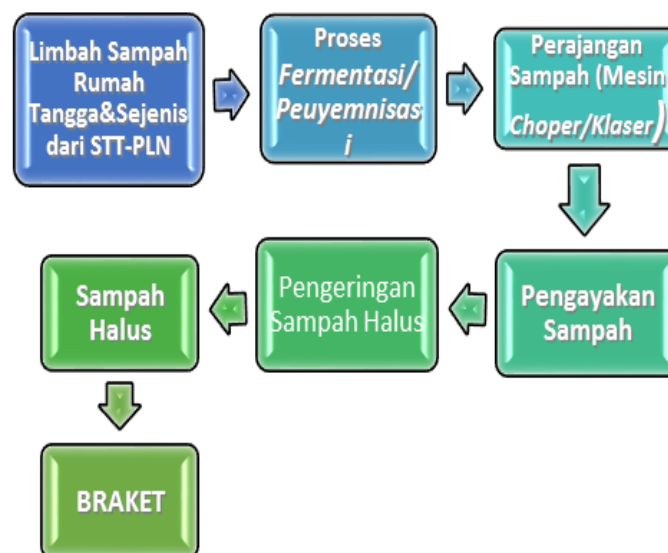 Limbah Sampah
Rumah
Tangga&Sejenis
dari STT-PLN
Proses
Fermentasi/
Peuyemnisas
i
Perajangan
Sampah (Mesin
Choper/Klaser)
Pengayakan
Sampah
Pengeringan
Sampah Halus
Sampah
Halus
BRAKET